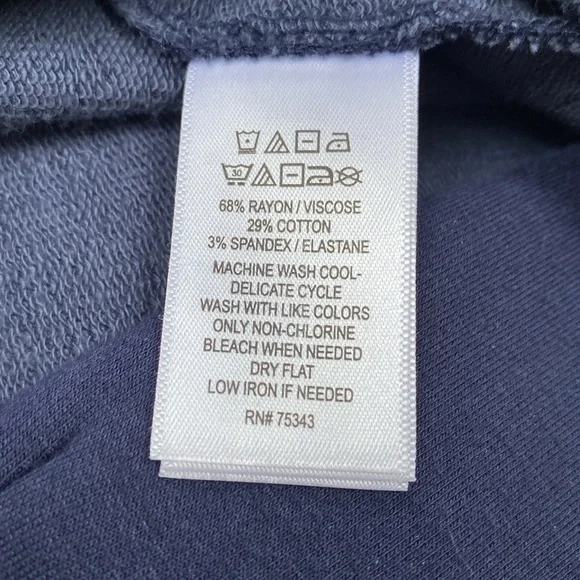 30
68% RAYON / VISCOSE
29% COTTON
3% SPANDEX / ELASTANE
MACHINE WASH COOL-
DELICATE CYCLE
WASH WITH LIKE COLORS
ONLY NON-CHLORINE
BLEACH WHEN NEEDED
DRY FLAT
LOW IRON IF NEEDED
RN# 75343